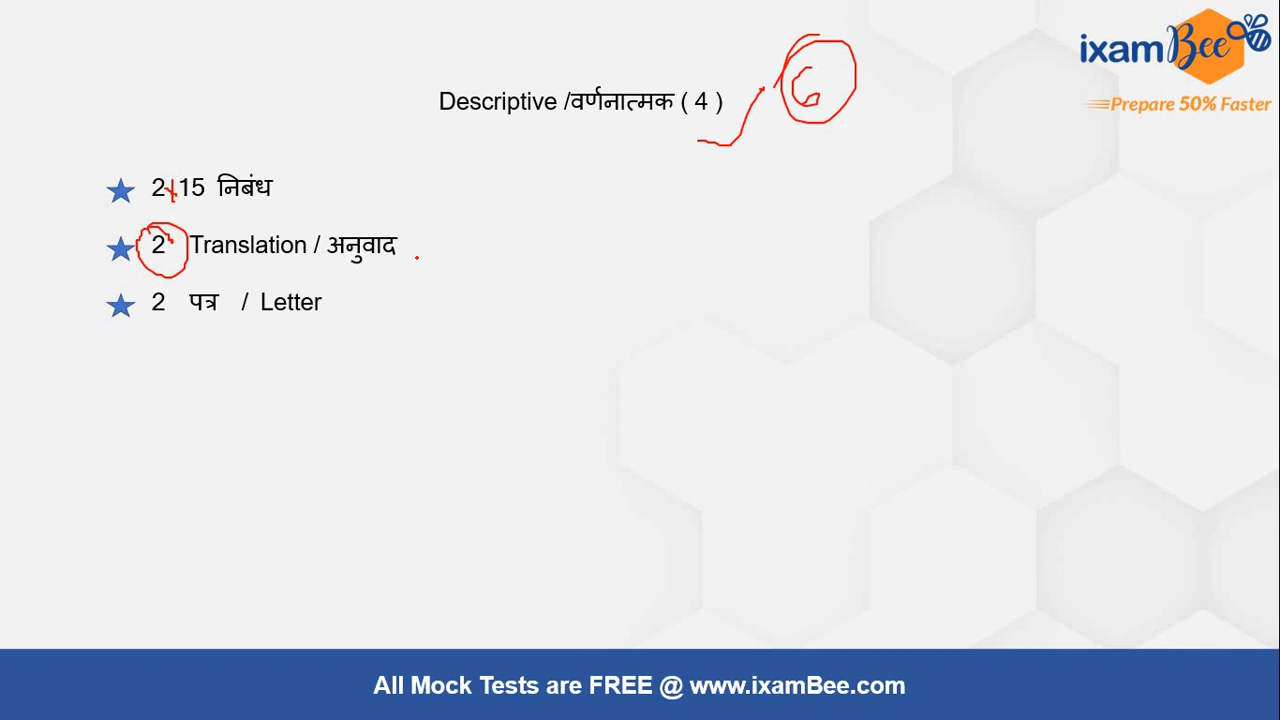 ixamBee
Prepare 50% Faster
Descriptive /वर्णनात्मक ( 4 ) 6
2+15 निबंध
2 Translation / अनुवाद
2 पत्र / Letter
All Mock Tests are FREE @ www.ixamBee.com